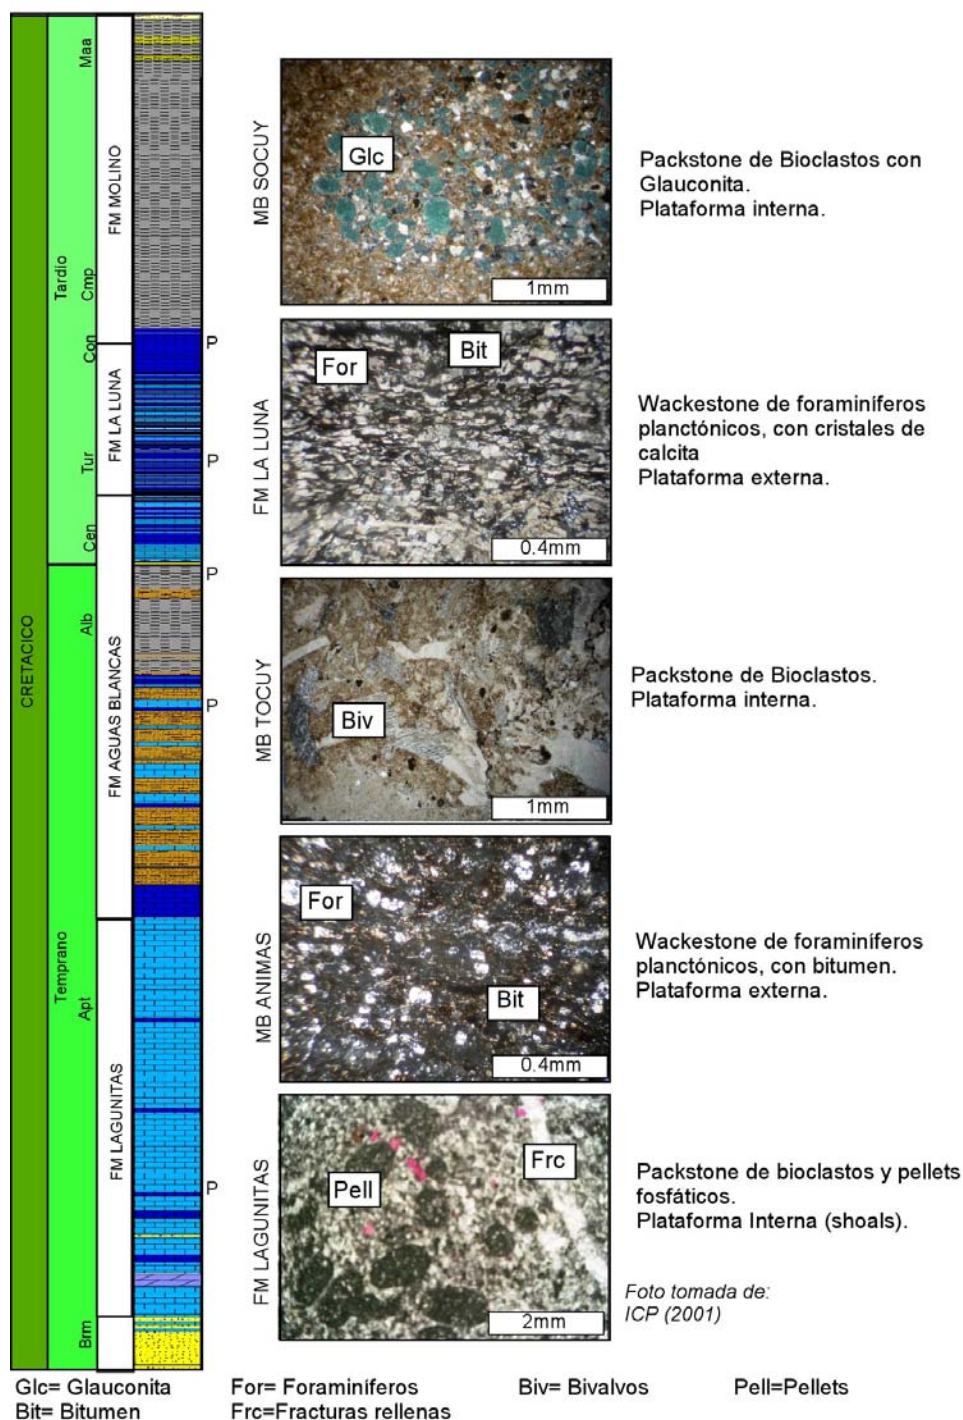 CRETACICO
Tardío
Temprano
Maa
Cmp
Con
Tur
Cen
Alb
Apt
Brm
FM MOLINO
FM LA LUNA
FM AGUAS BLANCAS
FM LAGUNITAS
P
P
P
P
P
MB SOCUY
Glc
1mm
Packstone de Bioclastos con
Glauconita.
Plataforma interna.
FM LA LUNA
For
Bit
0.4mm
Wackestone de foraminíferos
planctónicos, con cristales de
calcita
Plataforma externa.
MB TOCUY
Biv
1mm
Packstone de Bioclastos.
Plataforma interna.
MB ANIMAS
For
Bit
0.4mm
Wackestone de foraminíferos
planctónicos, con bitumen.
Plataforma externa.
FM LAGUNITAS
Pell
Frc
2mm
Packstone de bioclastos y pellets
fosfáticos.
Plataforma Interna (shoals).
Foto tomada de:
ICP (2001)
Glc= Glauconita For= Foraminíferos Biv= Bivalvos Pell=Pellets
Bit= Bitumen Frc=Fracturas rellenas